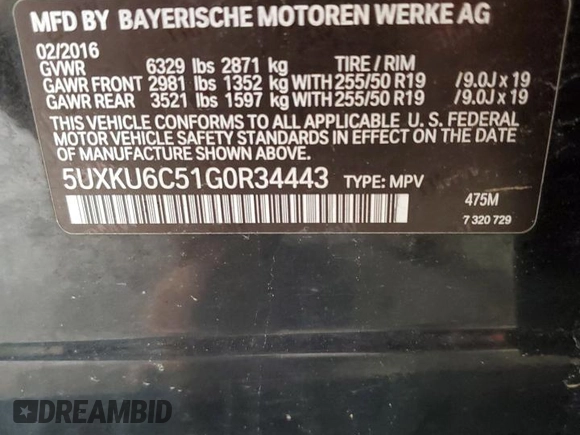 MFD BY BAYERISCHE MOTOREN WERKE AG
02/2016
GVWR 6329 lbs 2871 kg TIRE / RIM
GAWR FRONT 2981 lbs 1352 kg WITH 255/50 R19 /9.0J x 19
GAWR REAR 3521 lbs 1597 kg WITH 255/50 R19 /9.0J x 19
THIS VEHICLE CONFORMS TO ALL APPLICABLE U.S. FEDERAL
MOTOR VEHICLE SAFETY STANDARDS IN EFFECT ON THE DATE OF
MANUFACTURE SHOWN ABOVE.
5UXKU6C51G0R34443 TYPE: MPV
475M
7 320 729
DREAMBID